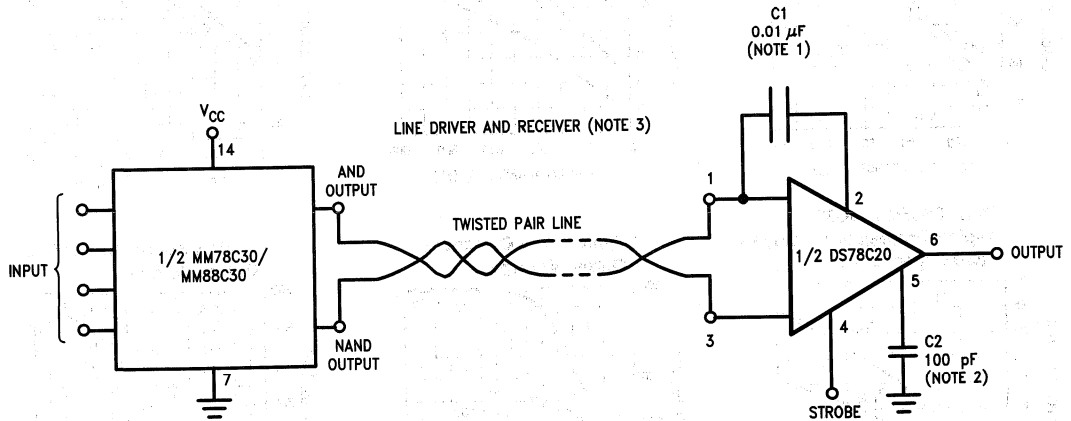 C1
0.01 μF
(NOTE 1)
VCC
14
LINE DRIVER AND RECEIVER (NOTE 3)
AND
OUTPUT
1
2
TWISTED PAIR LINE
INPUT
1/2 MM78C30/
MM88C30
1/2 DS78C20
6
OUTPUT
5
3
4
NAND
OUTPUT
7
C2
100 pF
(NOTE 2)
STROBE